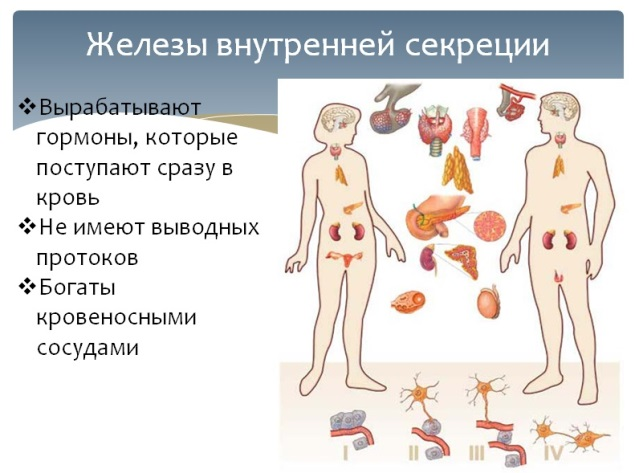 Железы внутренней секреции
❖Вырабатывают
гормоны, которые
поступают сразу в
кровь
❖Не имеют выводных
протоков
❖Богаты
кровеносными
сосудами
I II III IV